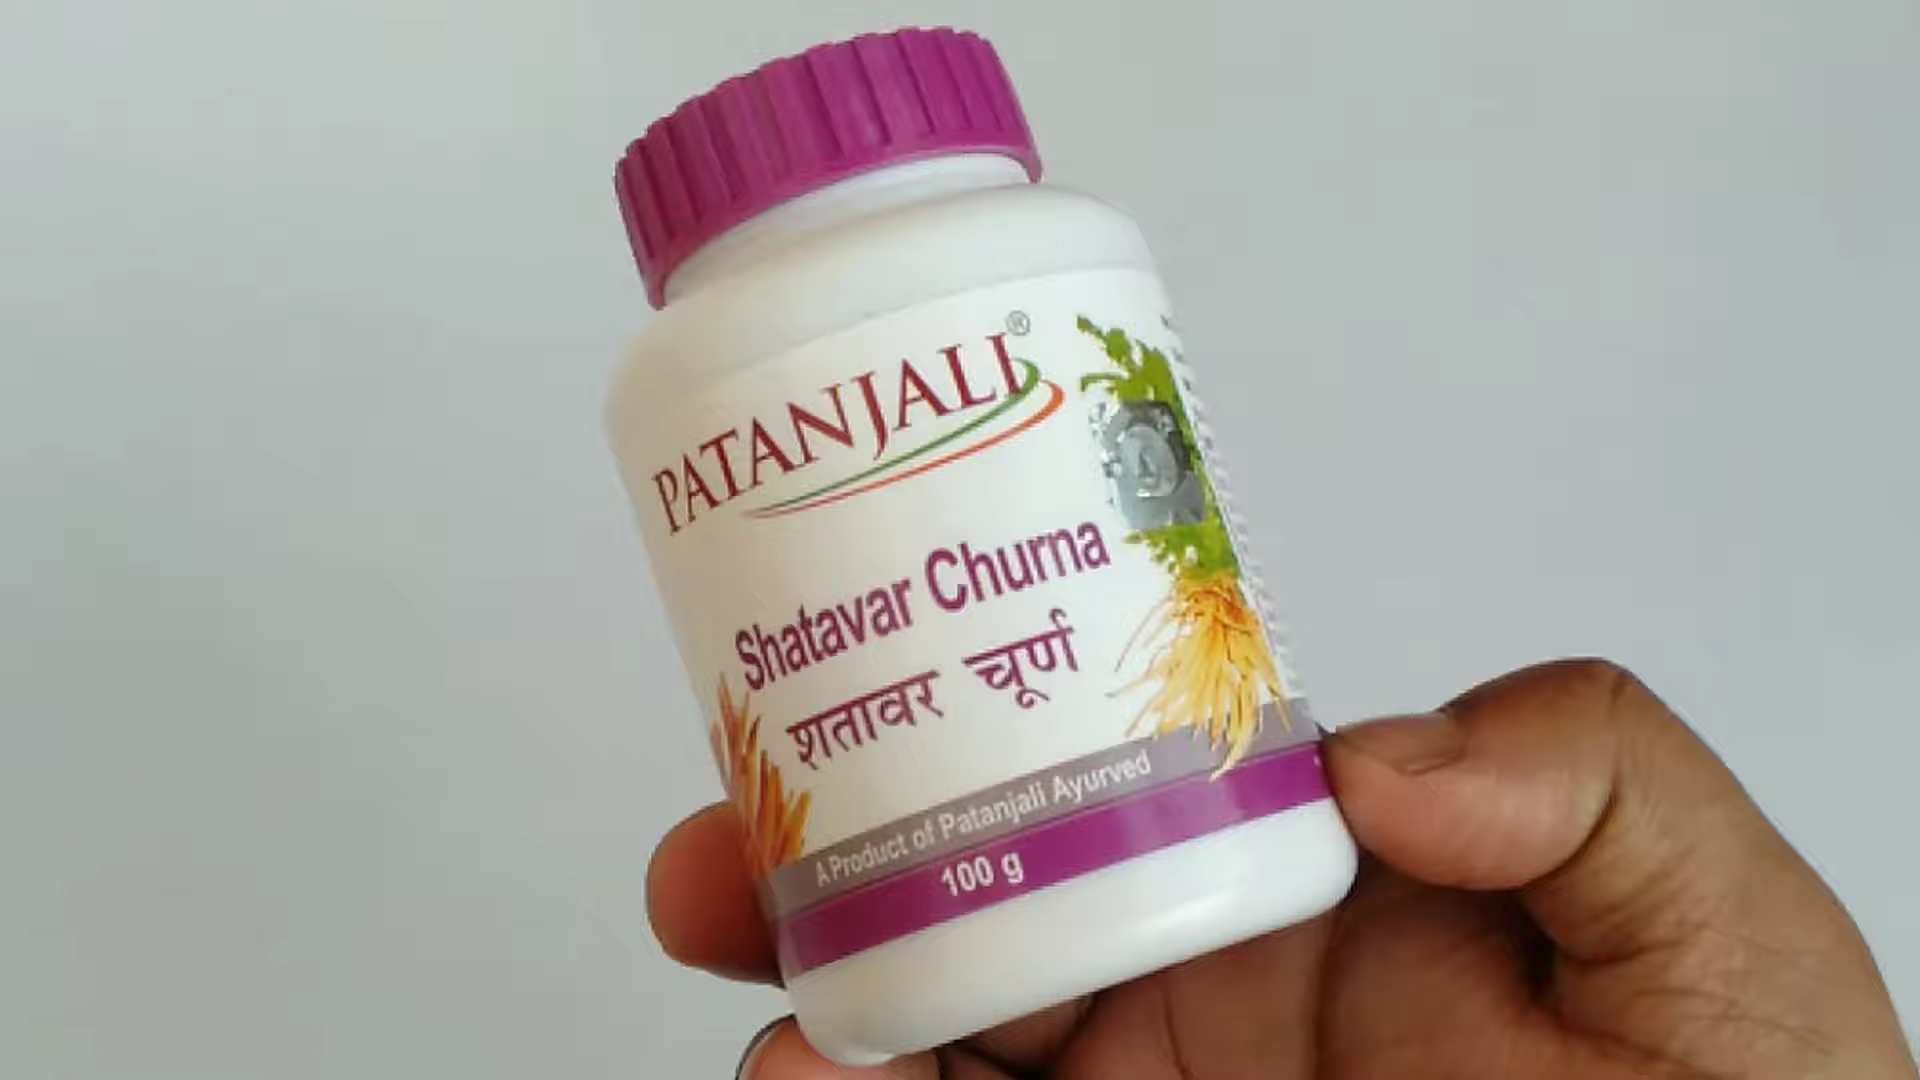 PATANJALI®
Shatavar Churna
शतावर चूर्ण
A Product of Patanjali Ayurved
100 g